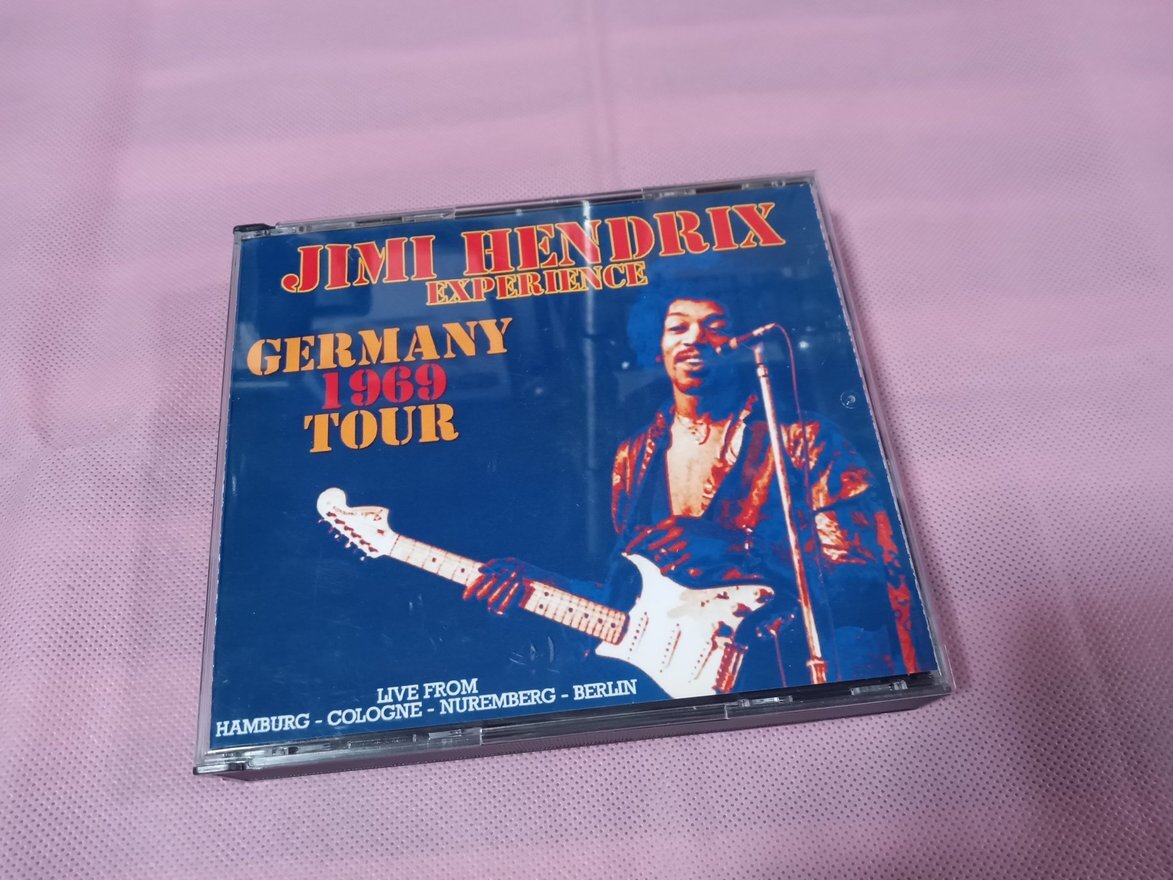 JIMI HENDRIX
EXPERIENCE
GERMANY
1969
TOUR
LIVE FROM
HAMBURG - COLOGNE - NUREMBERG - BERLIN